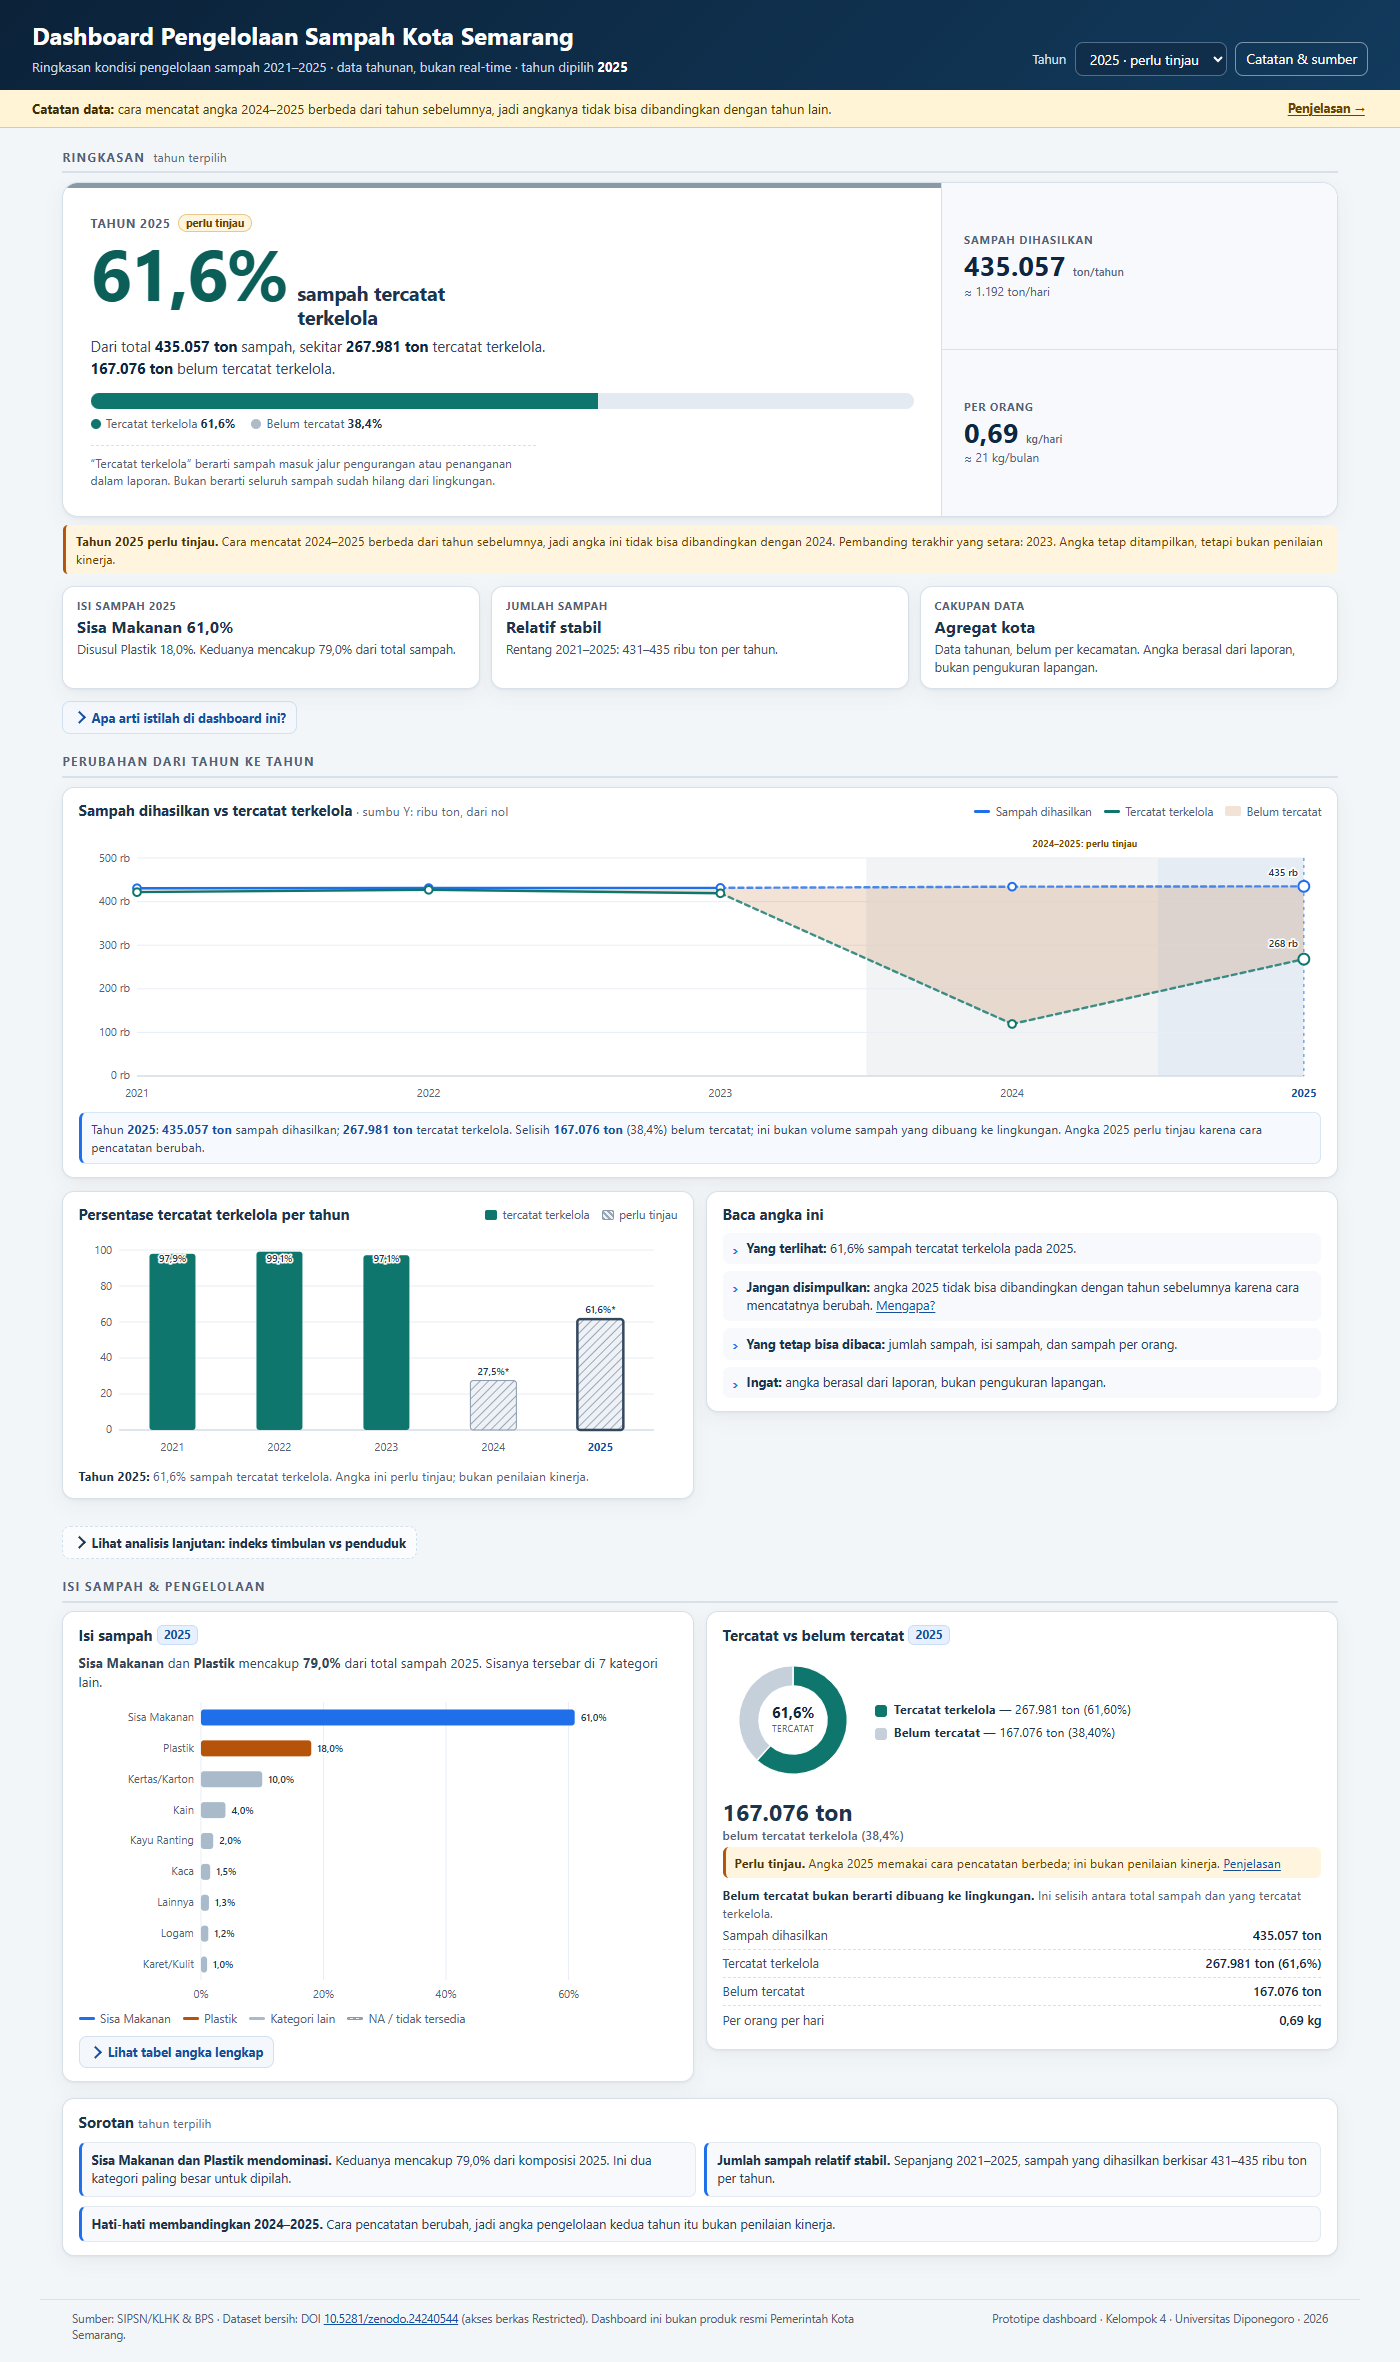 Dashboard Pengelolaan Sampah Kota Semarang
Ringkasan kondisi pengelolaan sampah 2021–2025 · data tahunan, bukan real-time · tahun dipilih 2025
Tahun
2025 · perlu tinjau
Catatan & sumber
Catatan data: cara mencatat angka 2024–2025 berbeda dari tahun sebelumnya, jadi angkanya tidak bisa dibandingkan dengan tahun lain.
Penjelasan →
RINGKASAN tahun terpilih
TAHUN 2025 perlu tinjau
61,6% sampah tercatat
terkelola
Dari total 435.057 ton sampah, sekitar 267.981 ton tercatat terkelola.
167.076 ton belum tercatat terkelola.
Tercatat terkelola 61,6% Belum tercatat 38,4%
“Tercatat terkelola” berarti sampah masuk jalur pengurangan atau penanganan
dalam laporan. Bukan berarti seluruh sampah sudah hilang dari lingkungan.
SAMPAH DIHASILKAN
435.057 ton/tahun
≈ 1.192 ton/hari
PER ORANG
0,69 kg/hari
≈ 21 kg/bulan
Tahun 2025 perlu tinjau. Cara mencatat 2024–2025 berbeda dari tahun sebelumnya, jadi angka ini tidak bisa dibandingkan dengan 2024. Pembanding terakhir yang setara: 2023. Angka tetap ditampilkan, tetapi bukan penilaian
kinerja.
ISI SAMPAH 2025
Sisa Makanan 61,0%
Disusul Plastik 18,0%. Keduanya mencakup 79,0% dari total sampah.
JUMLAH SAMPAH
Relatif stabil
Rentang 2021–2025: 431–435 ribu ton per tahun.
CAKUPAN DATA
Agregat kota
Data tahunan, belum per kecamatan. Angka berasal dari laporan,
bukan pengukuran lapangan.
Apa arti istilah di dashboard ini?
PERUBAHAN DARI TAHUN KE TAHUN
Sampah dihasilkan vs tercatat terkelola · sumbu Y: ribu ton, dari nol
Sampah dihasilkan Tercatat terkelola Belum tercatat
2024–2025: perlu tinjau
500 rb
435 rb
400 rb
300 rb
268 rb
200 rb
100 rb
0 rb
2021 2022 2023 2024 2025
Tahun 2025: 435.057 ton sampah dihasilkan; 267.981 ton tercatat terkelola. Selisih 167.076 ton (38,4%) belum tercatat; ini bukan volume sampah yang dibuang ke lingkungan. Angka 2025 perlu tinjau karena cara
pencatatan berubah.
Persentase tercatat terkelola per tahun
tercatat terkelola perlu tinjau
100
97,9% 99,1% 97,1%
80
60
61,6%*
40
27,5%*
20
0
2021 2022 2023 2024 2025
Tahun 2025: 61,6% sampah tercatat terkelola. Angka ini perlu tinjau; bukan penilaian kinerja.
Baca angka ini
› Yang terlihat: 61,6% sampah tercatat terkelola pada 2025.
› Jangan disimpulkan: angka 2025 tidak bisa dibandingkan dengan tahun sebelumnya karena cara
mencatatnya berubah. Mengapa?
› Yang tetap bisa dibaca: jumlah sampah, isi sampah, dan sampah per orang.
› Ingat: angka berasal dari laporan, bukan pengukuran lapangan.
Lihat analisis lanjutan: indeks timbulan vs penduduk
ISI SAMPAH & PENGELOLAAN
Isi sampah 2025
Sisa Makanan dan Plastik mencakup 79,0% dari total sampah 2025. Sisanya tersebar di 7 kategori
lain.
Sisa Makanan 61,0%
Plastik 18,0%
Kertas/Karton 10,0%
Kain 4,0%
Kayu Ranting 2,0%
Kaca 1,5%
Lainnya 1,3%
Logam 1,2%
Karet/Kulit 1,0%
0% 20% 40% 60%
Sisa Makanan Plastik Kategori lain NA / tidak tersedia
Lihat tabel angka lengkap
Tercatat vs belum tercatat 2025
61,6%
TERCATAT
Tercatat terkelola — 267.981 ton (61,60%)
Belum tercatat — 167.076 ton (38,40%)
167.076 ton
belum tercatat terkelola (38,4%)
Perlu tinjau. Angka 2025 memakai cara pencatatan berbeda; ini bukan penilaian kinerja. Penjelasan
Belum tercatat bukan berarti dibuang ke lingkungan. Ini selisih antara total sampah dan yang tercatat
terkelola.
Sampah dihasilkan 435.057 ton
Tercatat terkelola 267.981 ton (61,6%)
Belum tercatat 167.076 ton
Per orang per hari 0,69 kg
Sorotan tahun terpilih
Sisa Makanan dan Plastik mendominasi. Keduanya mencakup 79,0% dari komposisi 2025. Ini dua
kategori paling besar untuk dipilah.
Jumlah sampah relatif stabil. Sepanjang 2021–2025, sampah yang dihasilkan berkisar 431–435 ribu ton
per tahun.
Hati-hati membandingkan 2024–2025. Cara pencatatan berubah, jadi angka pengelolaan kedua tahun itu bukan penilaian kinerja.
Sumber: SIPSN/KLHK & BPS · Dataset bersih: DOI 10.5281/zenodo.24240544 (akses berkas Restricted). Dashboard ini bukan produk resmi Pemerintah Kota
Semarang.
Prototipe dashboard · Kelompok 4 · Universitas Diponegoro · 2026